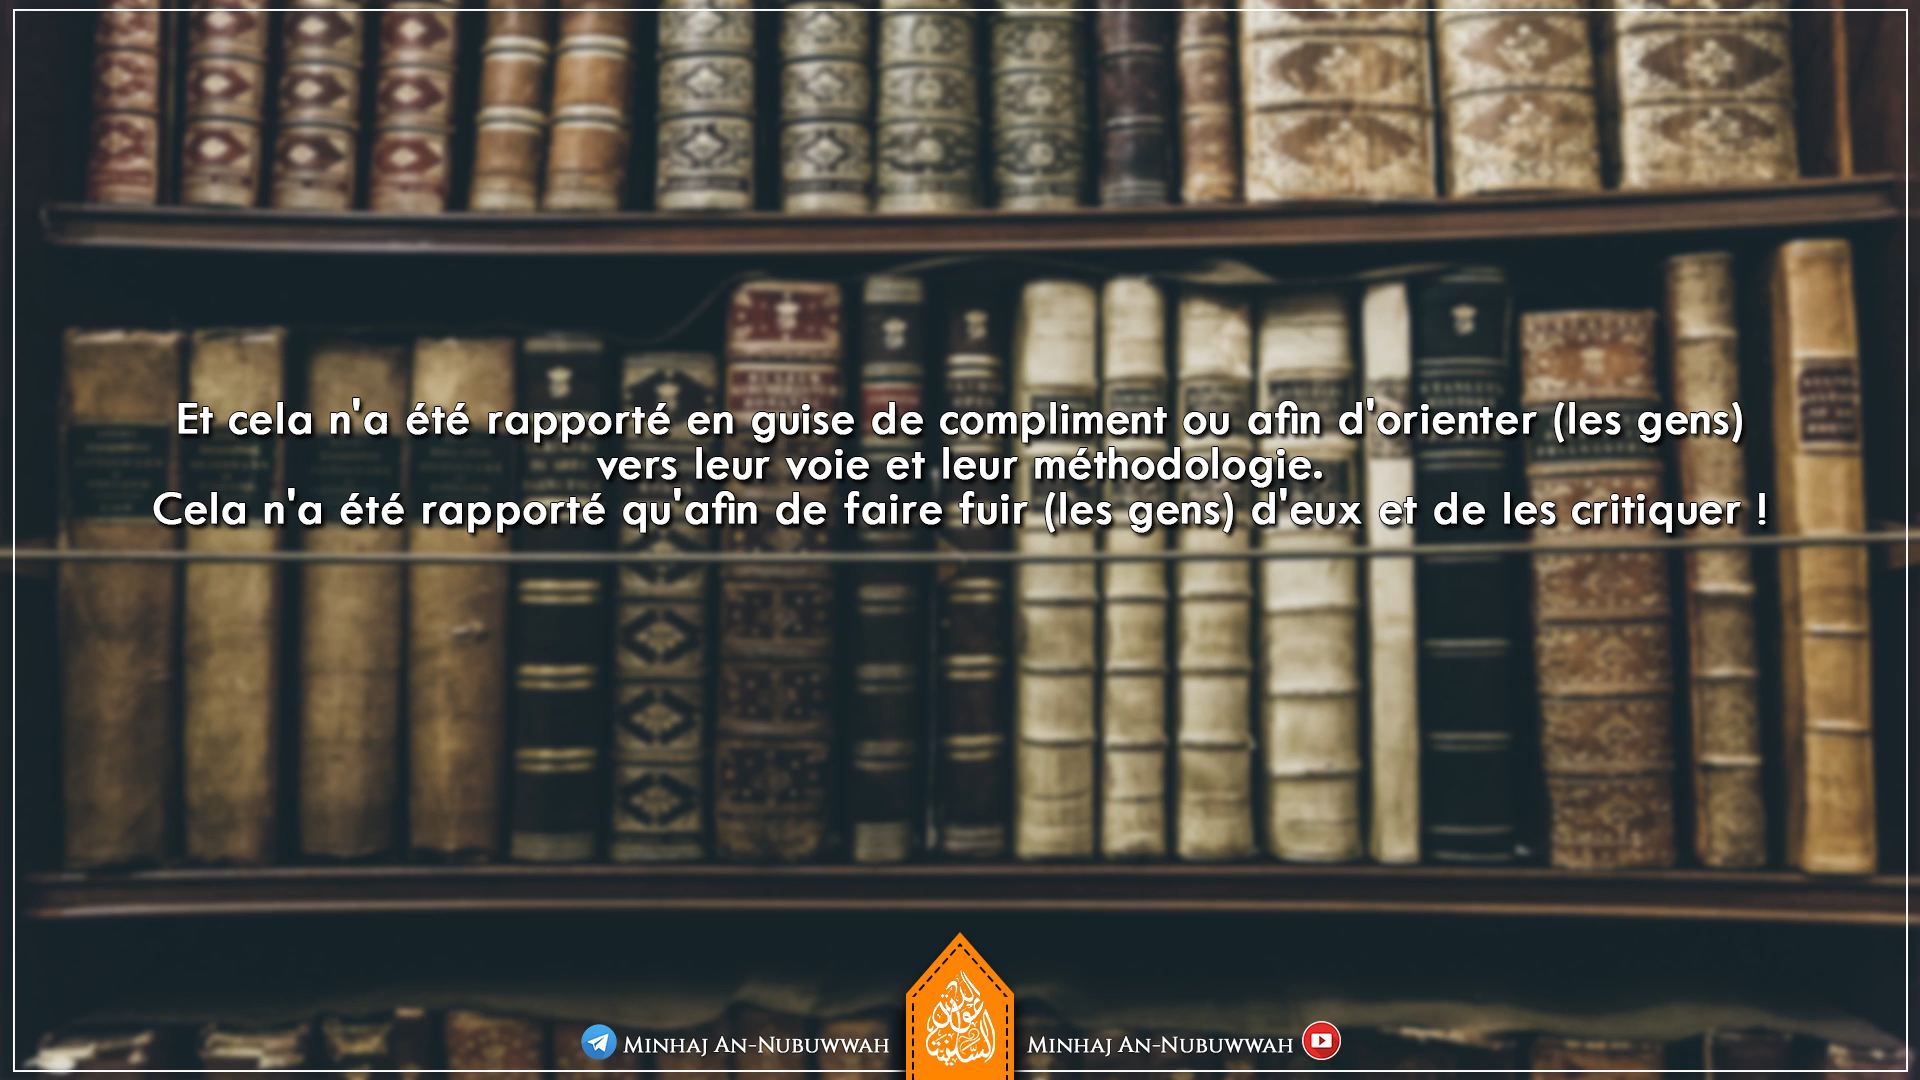 Et cela n'a été rapporté en guise de compliment ou afin d'orienter (les gens)
vers leur voie et leur méthodologie.
Cela n'a été rapporté qu'afin de faire fuir (les gens) d'eux et de les critiquer !
Minhaj An-Nubuwwah
Minhaj An-Nubuwwah